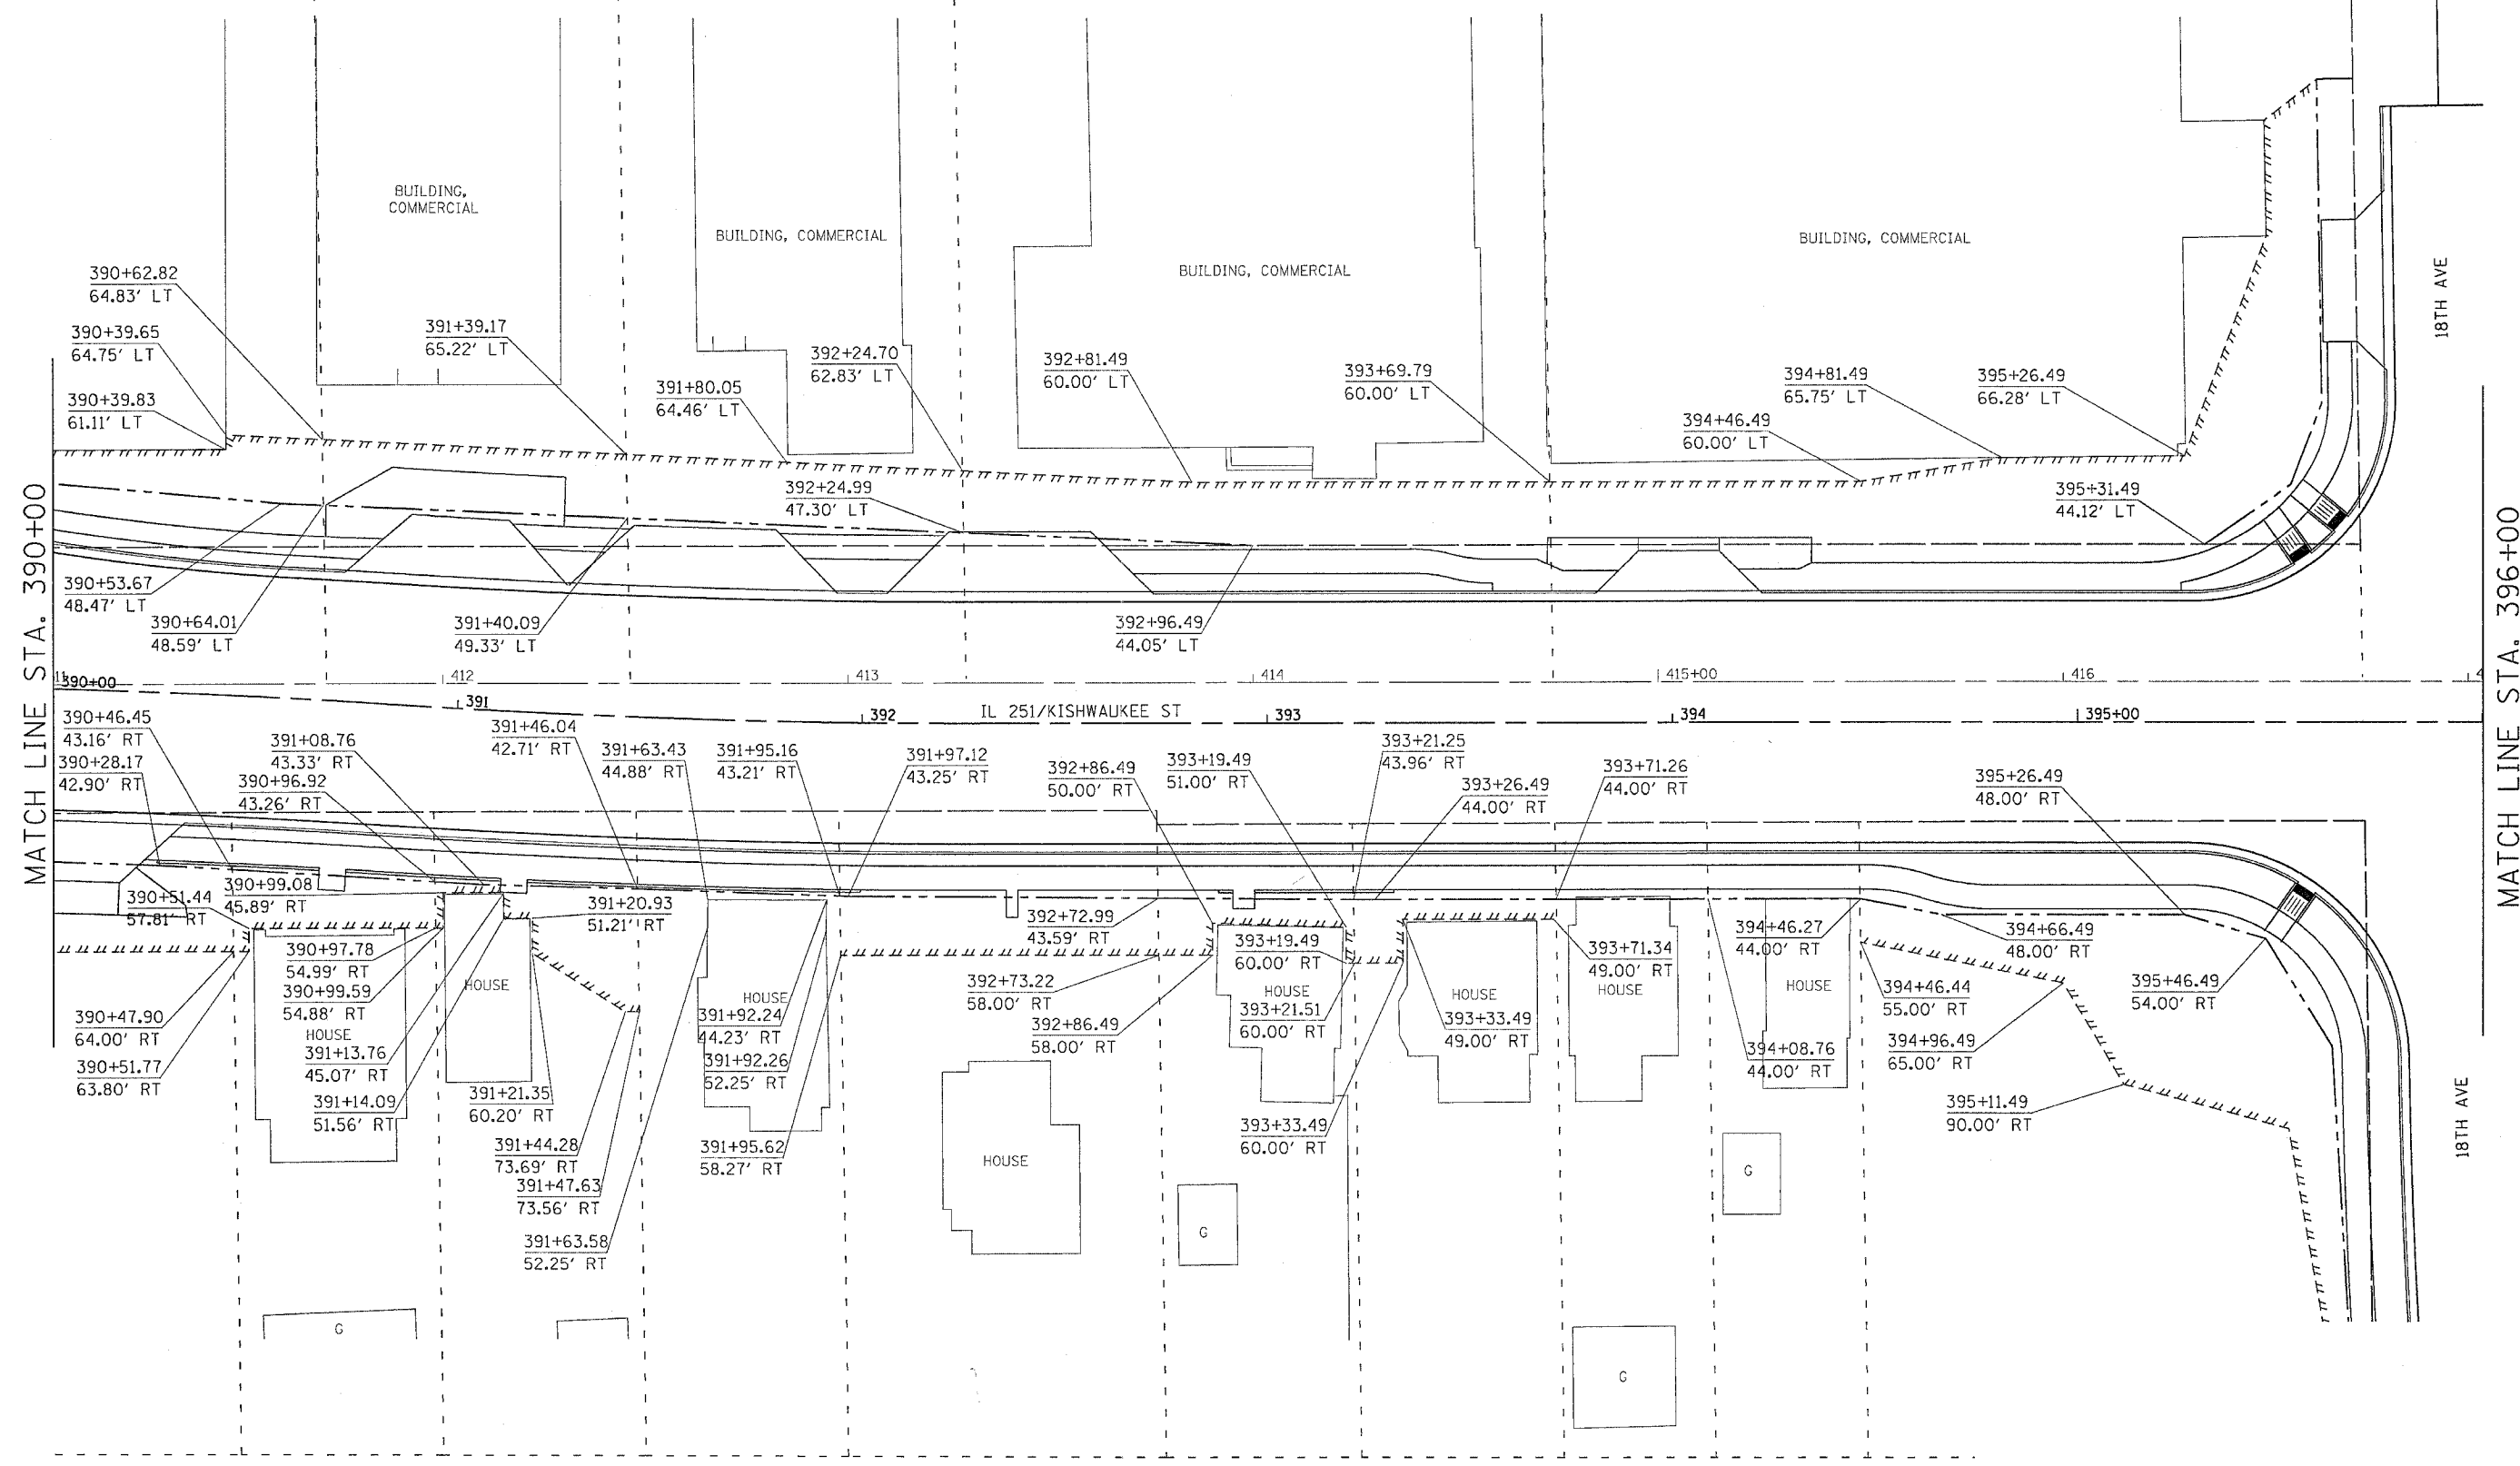 BUILDING,
COMMERCIAL
BUILDING, COMMERCIAL
BUILDING, COMMERCIAL
BUILDING, COMMERCIAL
18TH AVE
390+62.82
64.83' LT
390+39.65
64.75' LT
390+39.83
61.11' LT
391+39.17
65.22' LT
391+80.05
64.46' LT
392+24.70
62.83' LT
392+81.49
60.00' LT
393+69.79
60.00' LT
394+81.49
65.75' LT
395+26.49
66.28' LT
394+46.49
60.00' LT
392+24.99
47.30' LT
395+31.49
44.12' LT
390+53.67
48.47' LT
390+64.01
48.59' LT
391+40.09
49.33' LT
392+96.49
44.05' LT
MATCH LINE STA. 390+00
MATCH LINE STA. 396+00
390+00
412
413
414
415+00
416
391
392
IL 251/KISHWAUKEE ST
393
394
395+00
390+46.45
43.16' RT
390+28.17
42.90' RT
391+08.76
43.33' RT
390+96.92
43.26' RT
391+46.04
42.71' RT
391+63.43
44.88' RT
391+95.16
43.21' RT
391+97.12
43.25' RT
392+86.49
50.00' RT
393+19.49
51.00' RT
393+21.25
43.96' RT
393+26.49
44.00' RT
393+71.26
44.00' RT
395+26.49
48.00' RT
390+51.44
57.81' RT
390+99.08
45.89' RT
391+20.93
51.21' RT
392+72.99
43.59' RT
393+19.49
60.00' RT
393+71.34
49.00' RT
394+46.27
44.00' RT
394+66.49
48.00' RT
390+97.78
54.99' RT
390+99.59
54.88' RT
HOUSE
HOUSE
HOUSE
HOUSE
HOUSE
HOUSE
HOUSE
HOUSE
392+73.22
58.00' RT
392+86.49
58.00' RT
393+21.51
60.00' RT
393+33.49
49.00' RT
394+46.44
55.00' RT
395+46.49
54.00' RT
390+47.90
64.00' RT
390+51.77
63.80' RT
391+13.76
45.07' RT
391+14.09
51.56' RT
391+21.35
60.20' RT
391+92.24
44.23' RT
391+92.26
52.25' RT
394+08.76
44.00' RT
394+96.49
65.00' RT
395+11.49
90.00' RT
391+44.28
73.69' RT
391+47.63
73.56' RT
391+63.58
52.25' RT
391+95.62
58.27' RT
393+33.49
60.00' RT
18TH AVE
G
G
G
G